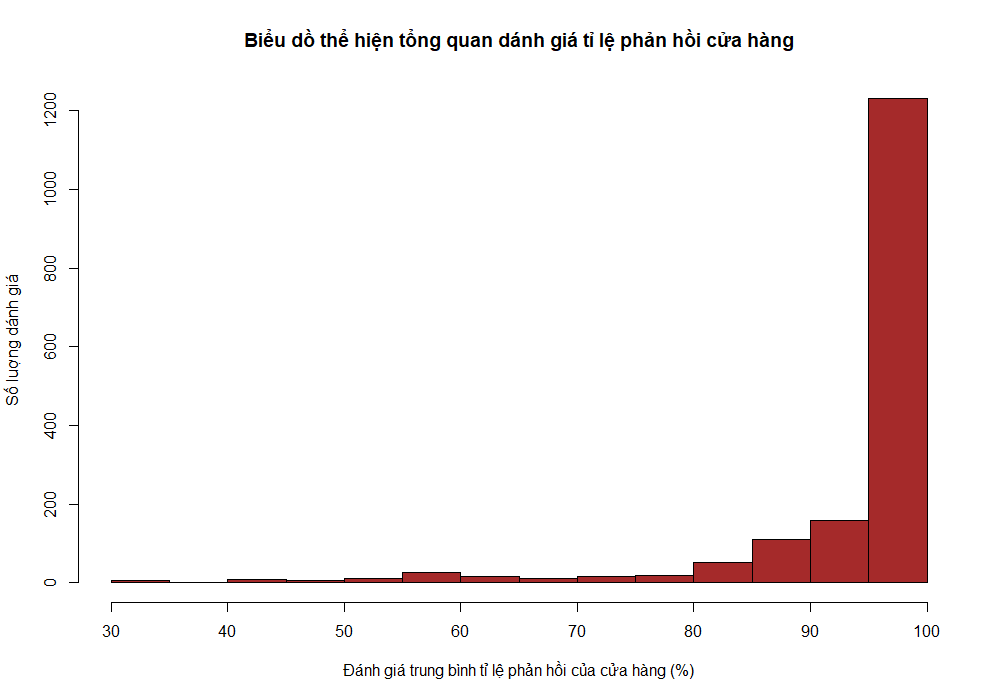 Biểu dồ thể hiện tổng quan dánh giá tỉ lệ phản hồi cửa hàng
Số luợng dánh giá
1200
1000
800
600
400
200
0
30 40 50 60 70 80 90 100
Đánh giá trung bình tỉ lệ phản hồi của cửa hàng (%)